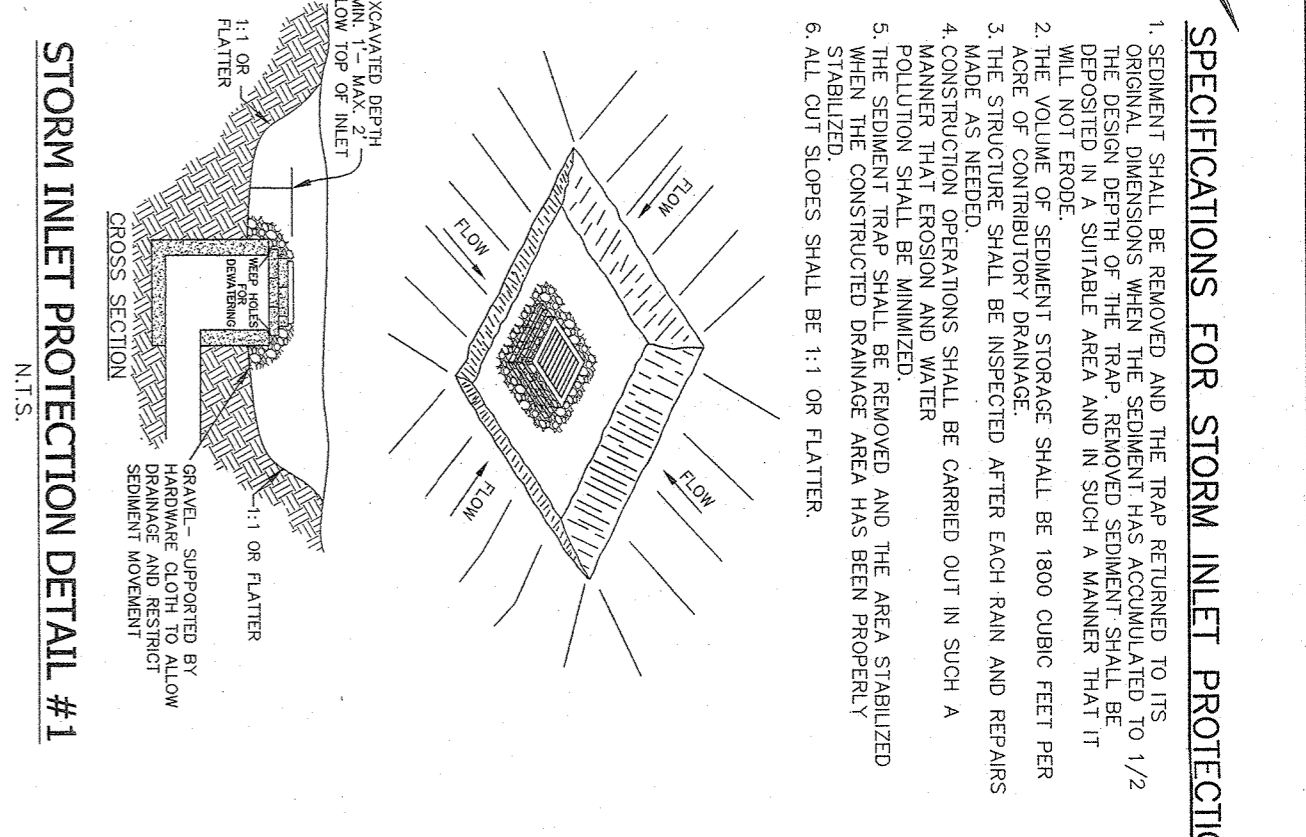 SPECIFICATIONS FOR STORM INLET PROTECTIO
1. SEDIMENT SHALL BE REMOVED AND THE TRAP RETURNED TO ITS
ORIGINAL DIMENSIONS WHEN THE SEDIMENT HAS ACCUMULATED TO 1/2
THE DESIGN DEPTH OF THE TRAP. REMOVED SEDIMENT SHALL BE
DEPOSITED IN A SUITABLE AREA AND IN SUCH A MANNER THAT IT
WILL NOT ERODE.
2. THE VOLUME OF SEDIMENT STORAGE SHALL BE 1800 CUBIC FEET PER
ACRE OF CONTRIBUTORY DRAINAGE.
3. THE STRUCTURE SHALL BE INSPECTED AFTER EACH RAIN AND REPAIRS
MADE AS NEEDED.
4. CONSTRUCTION OPERATIONS SHALL BE CARRIED OUT IN SUCH A
MANNER THAT EROSION AND WATER
POLLUTION SHALL BE MINIMIZED.
5. THE SEDIMENT TRAP SHALL BE REMOVED AND THE AREA STABILIZED
WHEN THE CONSTRUCTED DRAINAGE AREA HAS BEEN PROPERLY
STABILIZED.
6. ALL CUT SLOPES SHALL BE 1:1 OR FLATTER.
FLOW
FLOW
FLOW
FLOW
XCAVATED DEPTH
MIN. 1'- MAX. 2'
LOW TOP OF INLET
1:1 OR
FLATTER
WEEP HOLES
FOR
DEWATERING
1:1 OR FLATTER
GRAVEL- SUPPORTED BY
HARDWARE CLOTH TO ALLOW
DRAINAGE AND RESTRICT
SEDIMENT MOVEMENT
CROSS SECTION
STORM INLET PROTECTION DETAIL #1
N.T.S.